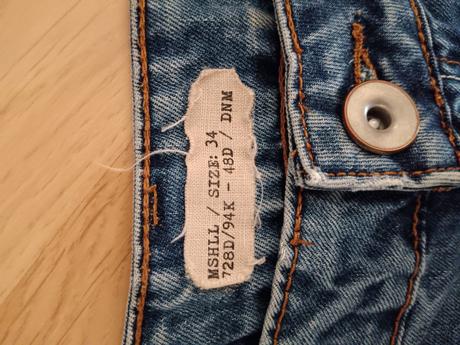 MSHLL / SIZE: 34
728D/94K - 48D / DNM